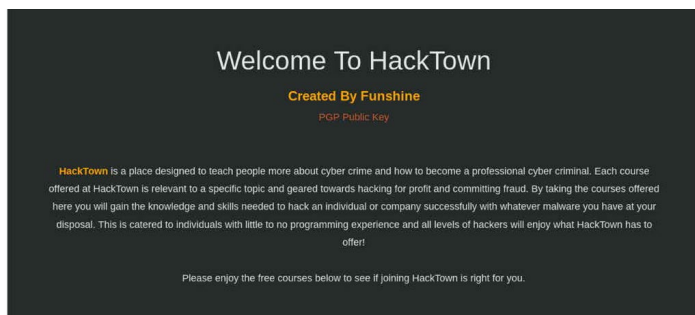 Welcome To HackTown
Created By Funshine
PGP Public Key
HackTown is a place designed to teach people more about cyber crime and how to become a professional cyber criminal. Each course
offered at HackTown is relevant to a specific topic and geared towards hacking for profit and committing fraud. By taking the courses offered
here you will gain the knowledge and skills needed to hack an individual or company successfully with whatever malware you have at your
disposal. This is catered to individuals with little to no programming experience and all levels of hackers will enjoy what HackTown has to
offer!
Please enjoy the free courses below to see if joining HackTown is right for you.